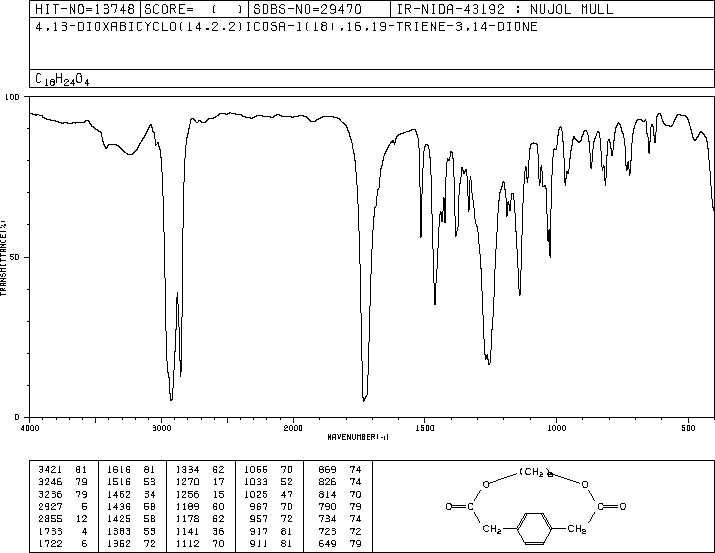 HIT-NO=13748 SCORE= ( ) SDBS-NO=29470 IR-NIDA-43192 : NUJOL MULL
4,13-DIOXABICYCLO(14.2.2)ICOSA-1(18),16,19-TRIENE-3,14-DIONE
C18H24O4
100
50
0
TRANSMITTANCE(%)
4000 3000 2000 1500 1000 500
WAVENUMBER(-1)
3421 81 1616 81 1334 62 1066 70 869 74
3246 79 1516 53 1270 17 1033 52 826 74
3236 79 1462 34 1256 15 1025 47 814 70
2927 5 1436 58 1189 60 967 70 790 79
2855 12 1425 58 1178 62 957 72 734 74
1733 4 1383 55 1141 36 917 81 723 72
1722 6 1362 72 1112 70 911 81 649 79
(CH2)8
O O
O C C O
CH2 CH2